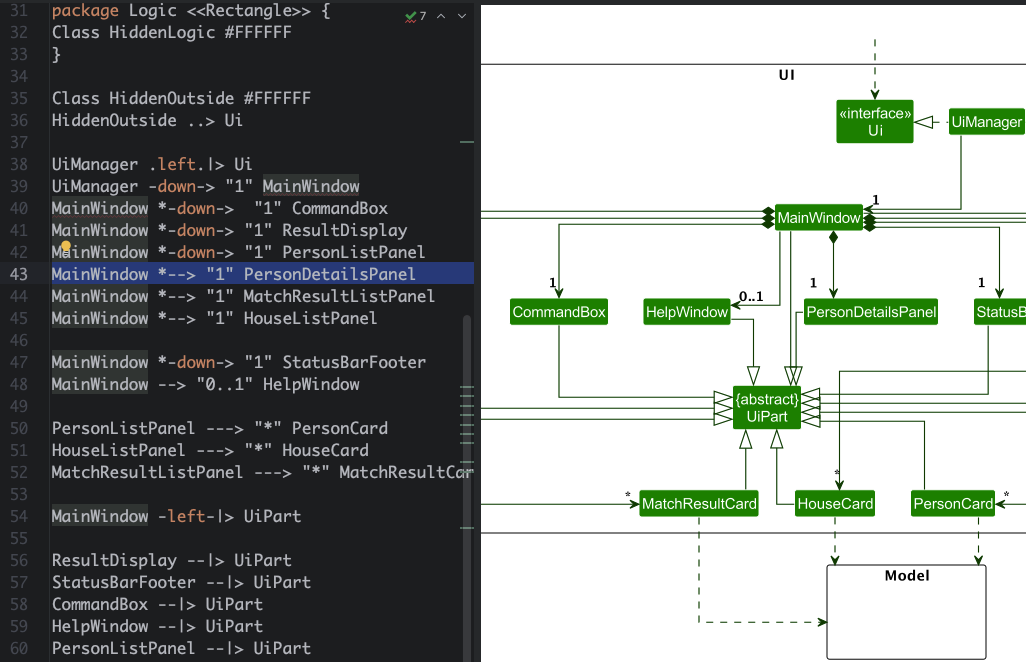 31 package Logic <<Rectangle>> {
32 Class HiddenLogic #FFFFFF
33 }
34
35 Class HiddenOutside #FFFFFF
36 HiddenOutside ..> Ui
37
38 UiManager .left.|> Ui
39 UiManager -down-> "1" MainWindow
40 MainWindow *-down->  "1" CommandBox
41 MainWindow *-down-> "1" ResultDisplay
42 MainWindow *-down-> "1" PersonListPanel
43 MainWindow *--> "1" PersonDetailsPanel
44 MainWindow *--> "1" MatchResultListPanel
45 MainWindow *--> "1" HouseListPanel
46
47 MainWindow *-down-> "1" StatusBarFooter
48 MainWindow --> "0..1" HelpWindow
49
50 PersonListPanel ---> "*" PersonCard
51 HouseListPanel ---> "*" HouseCard
52 MatchResultListPanel ---> "*" MatchResultCar
53
54 MainWindow -left-|> UiPart
55
56 ResultDisplay --|> UiPart
57 StatusBarFooter --|> UiPart
58 CommandBox --|> UiPart
59 HelpWindow --|> UiPart
60 PersonListPanel --|> UiPart
7
UI
«interface»
Ui
UiManager
1
MainWindow
1
0..1
1
1
CommandBox
HelpWindow
PersonDetailsPanel
StatusB
{abstract}
UiPart
*
*
*
MatchResultCard
HouseCard
PersonCard
Model